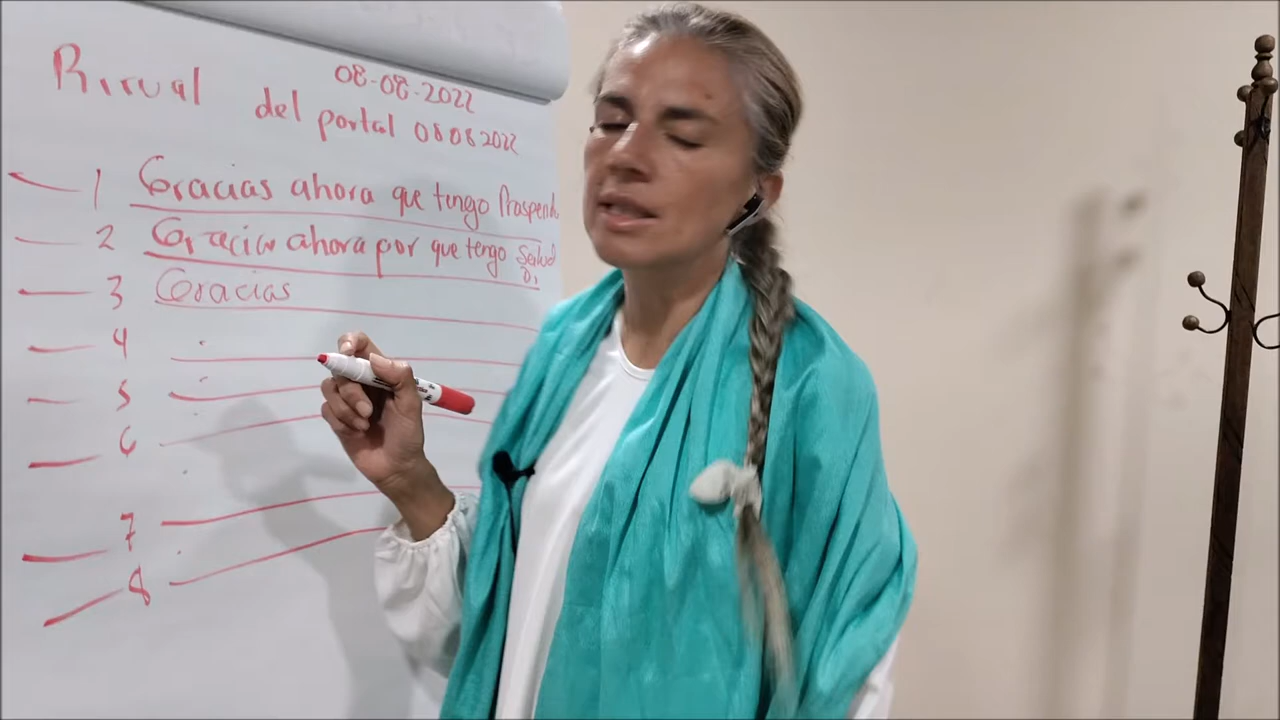 Ritual
08-08-2022
del portal 08082022
1 Gracias ahora que tengo
2 Gracias ahora por que tengo Salud
3 Gracias
4
5
6
7
8